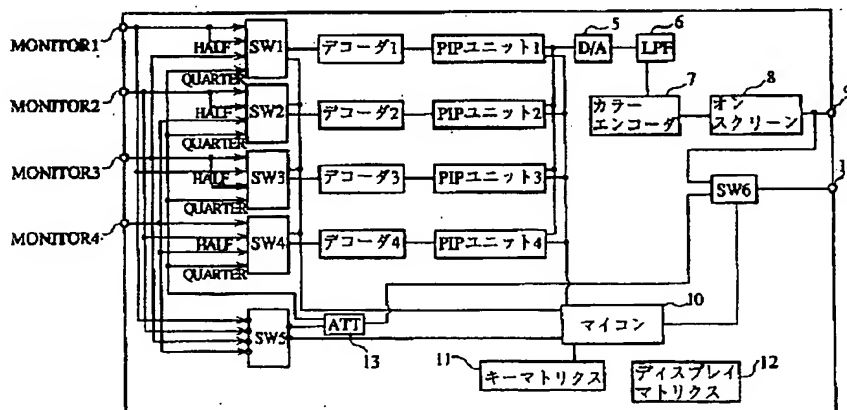 MONITOR1
HALF
QUARTER
SW1
デコーダ1
PIPユニット1
5
D/A
6
LPF
7
カラー
エンコーダ
8
オン
スクリーン
9
MONITOR2
HALF
QUARTER
SW2
デコーダ2
PIPユニット2
MONITOR3
HALF
QUARTER
SW3
デコーダ3
PIPユニット3
SW6
MONITOR4
HALF
QUARTER
SW4
デコーダ4
PIPユニット4
SW5
ATT
13
10
マイコン
11
キーマトリクス
12
ディスプレイ
マトリクス